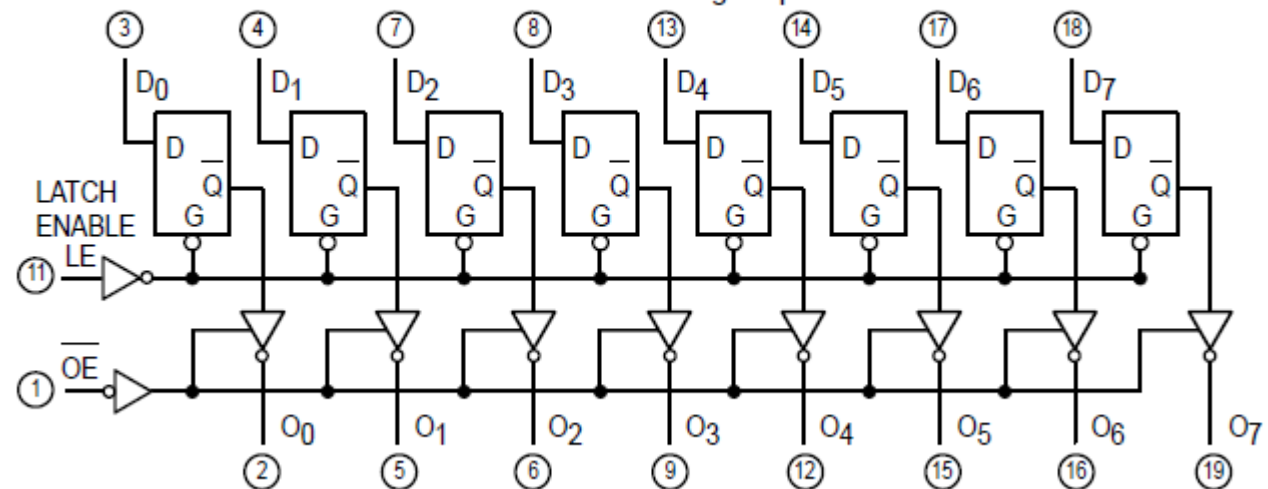 3 4 7 8 13 14 17 18
D0 D1 D2 D3 D4 D5 D6 D7
D D D D D D D D
Q̅ Q̅ Q̅ Q̅ Q̅ Q̅ Q̅ Q̅
LATCH
ENABLE
G G G G G G G G
11 LE
1 O̅E̅
O0 O1 O2 O3 O4 O5 O6 O7
2 5 6 9 12 15 16 19